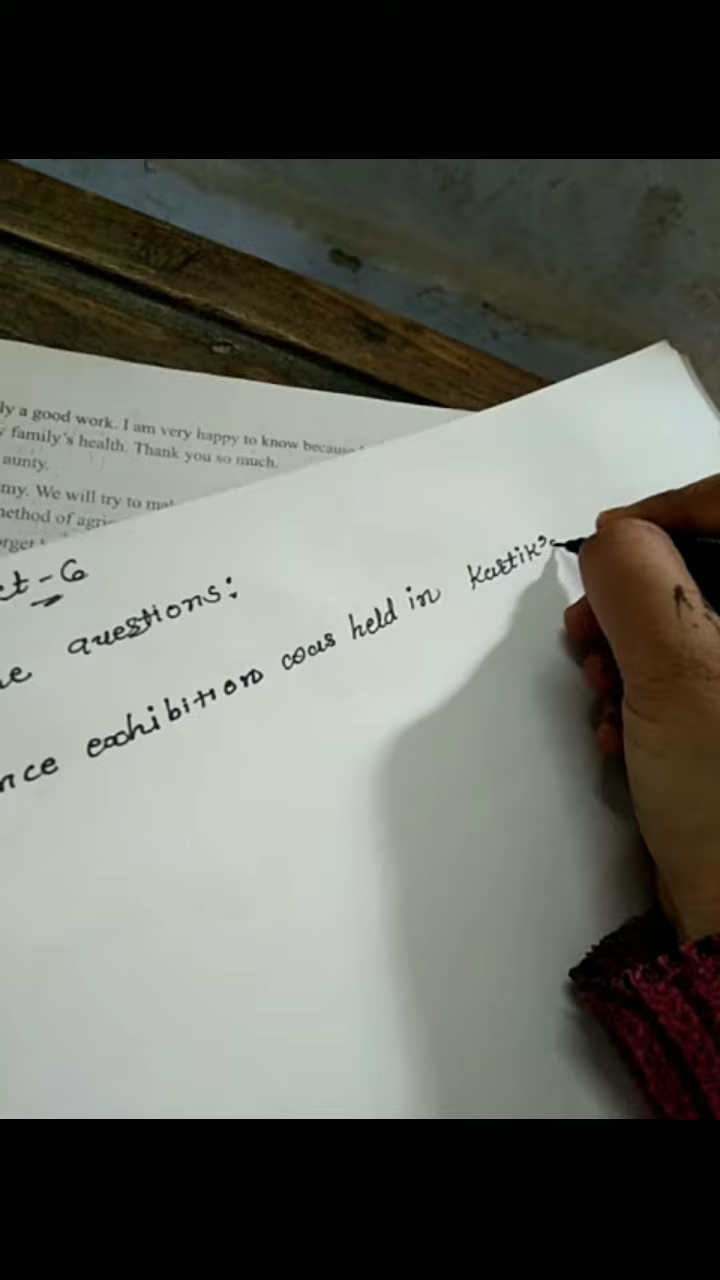 ly a good work. I am very happy to know because
family's health. Thank you so much.
aunty.
my. We will try to
method of
ct - 6
questions:
nce exhibition was held in Kartik's